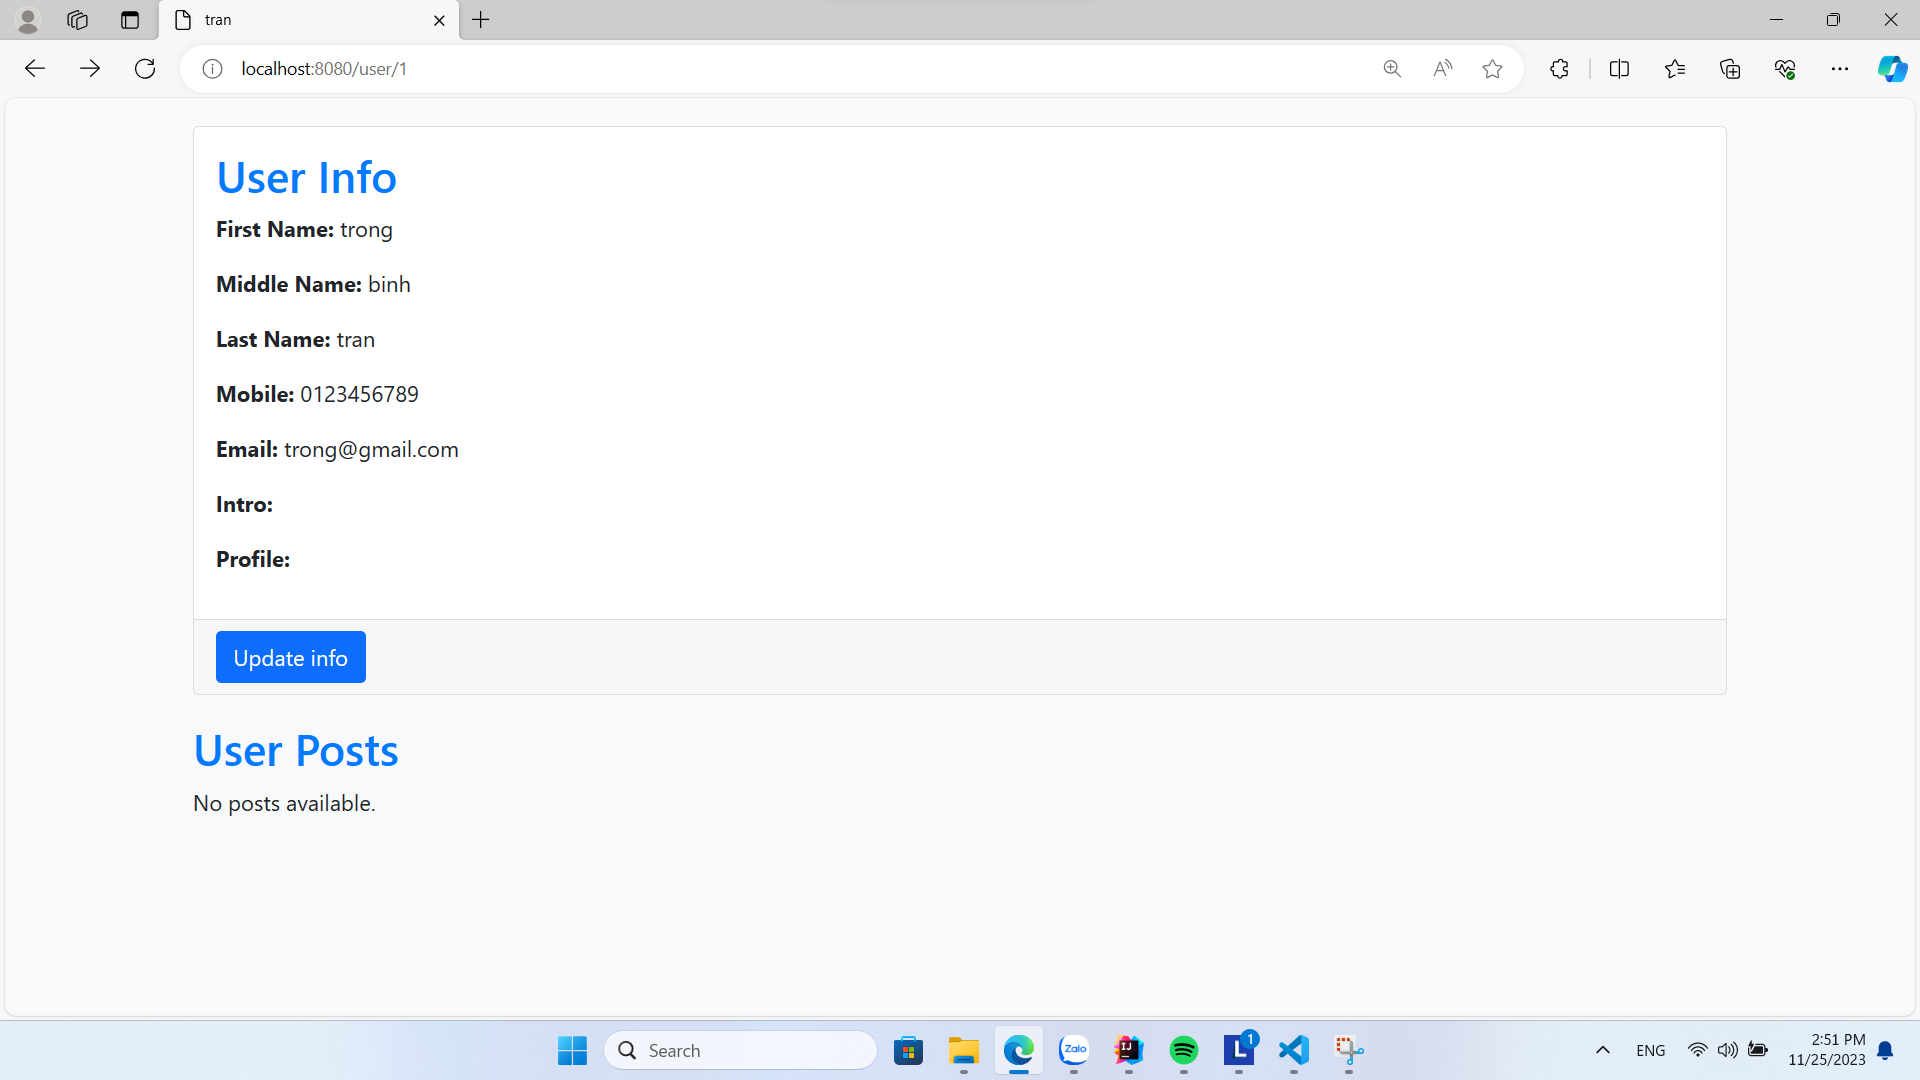 tran
localhost:8080/user/1
User Info
First Name: trong
Middle Name: binh
Last Name: tran
Mobile: 0123456789
Email: trong@gmail.com
Intro:
Profile:
Update info
User Posts
No posts available.
Search
Zalo
IJ
L
1
ENG
2:51 PM
11/25/2023